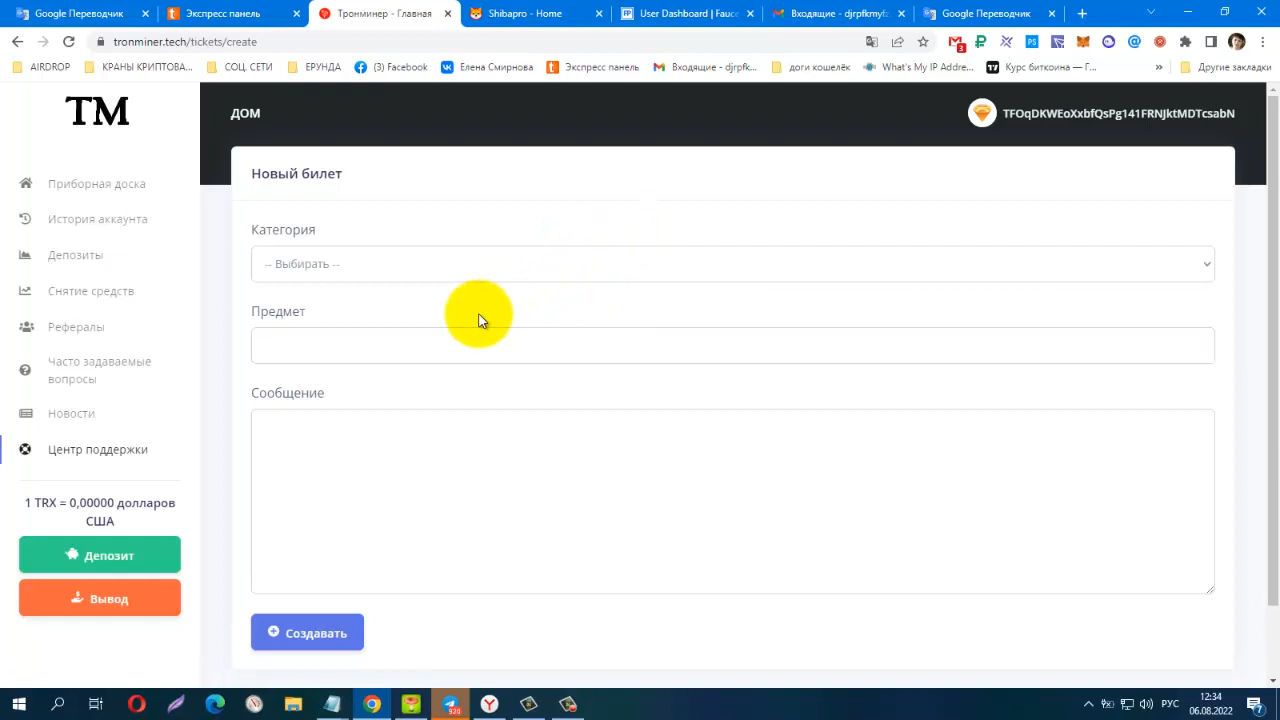 Google Переводчик
Экспресс панель
Тронминер - Главная
Shibapro - Home
User Dashboard | Fauce
Входящие - djrpfkmyfz
Google Переводчик
tronminer.tech/tickets/create
3
AIRDROP
КРАНЫ КРИПТОВА...
СОЦ. СЕТИ
ЕРУНДА
(3) Facebook
Елена Смирнова
Экспресс панель
Входящие - djrpfk...
доги кошелёк
What's My IP Addre...
Курс биткоина — Г...
»
Другие закладки
TM
ДОМ
TFOqDKWEoXxbfQsPg141FRNJktMDTcsabN
Приборная доска
История аккаунта
Депозиты
Снятие средств
Рефералы
Часто задаваемые
вопросы
Новости
Центр поддержки
1 TRX = 0,00000 долларов
США
Депозит
Вывод
Новый билет
Категория
-- Выбирать --
Предмет
Сообщение
Создавать
920
РУС
12:34
06.08.2022